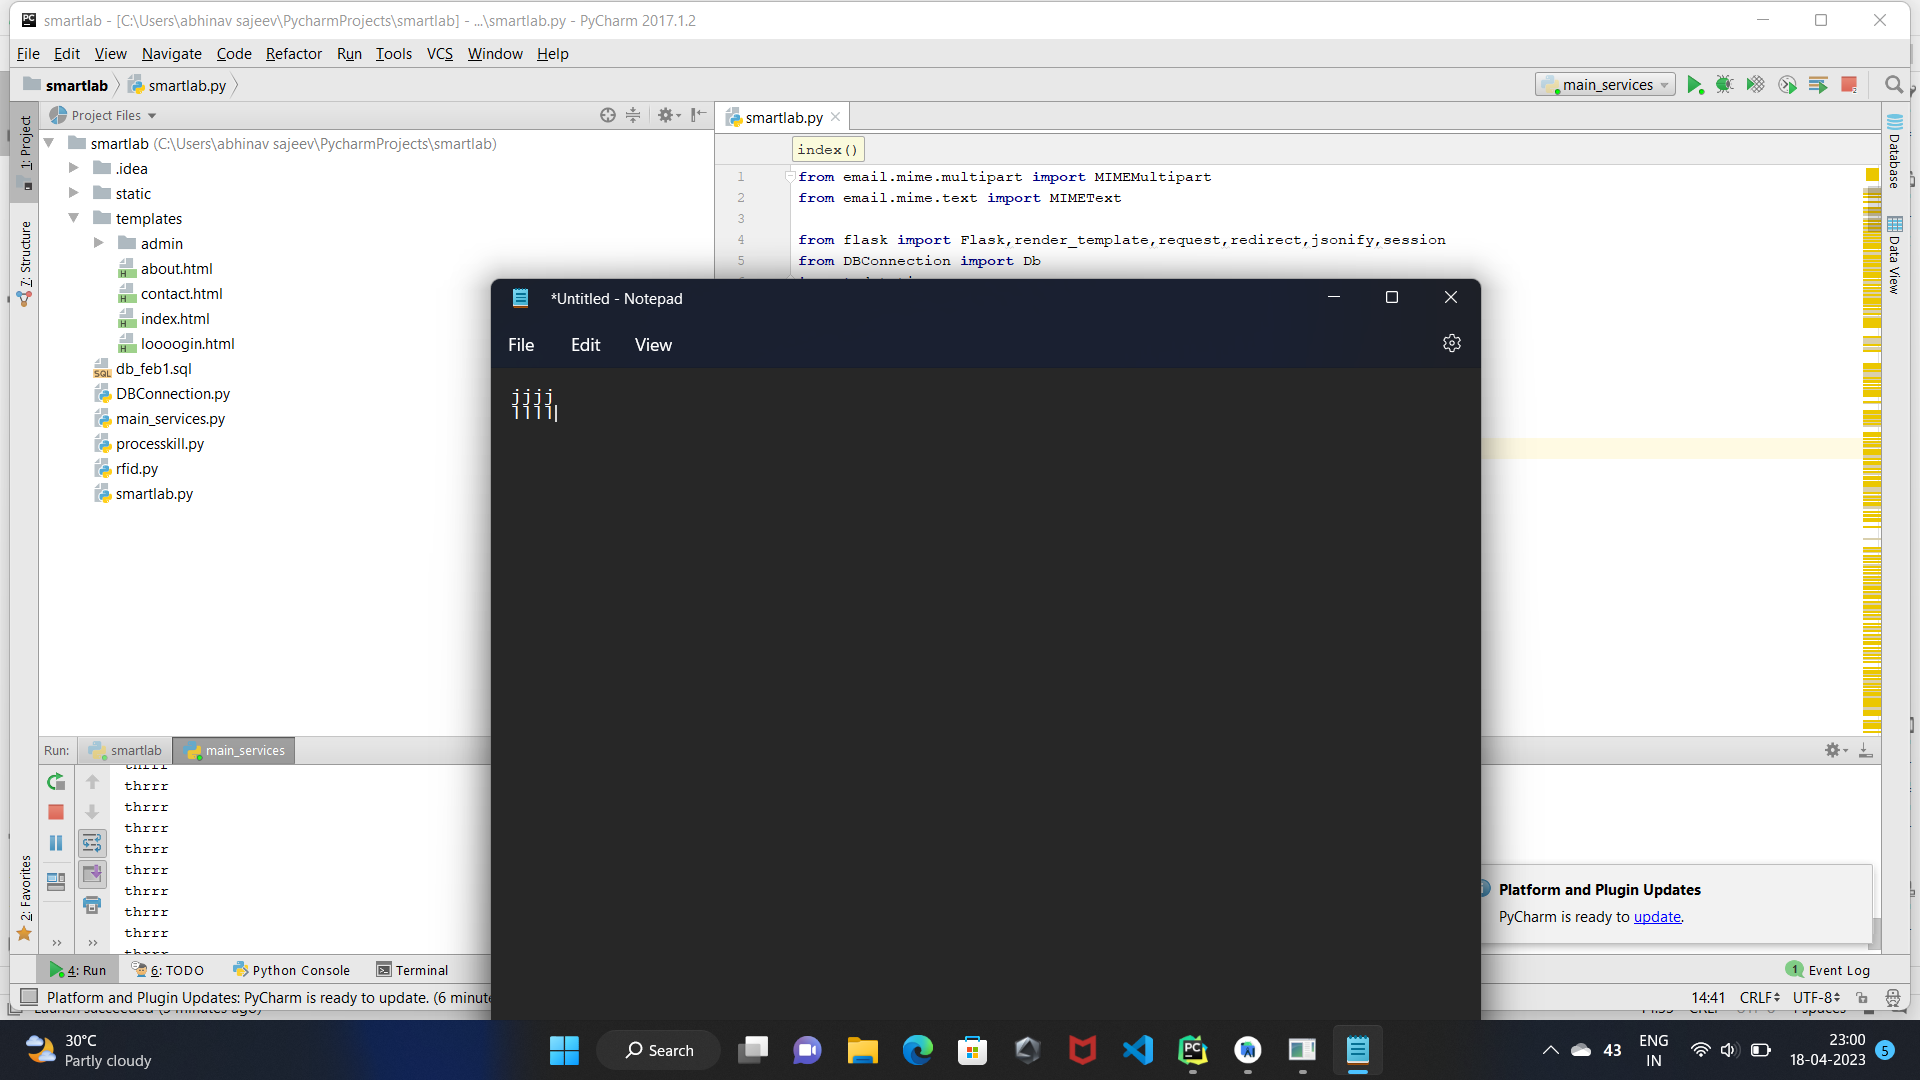 smartlab - [C:\Users\abhinav sajeev\PycharmProjects\smartlab] - ...\smartlab.py - PyCharm 2017.1.2
File Edit View Navigate Code Refactor Run Tools VCS Window Help
smartlab smartlab.py main_services
1: Project
7: Structure
2: Favorites
Project Files
smartlab (C:\Users\abhinav sajeev\PycharmProjects\smartlab)
.idea
static
templates
admin
about.html
contact.html
index.html
loooogin.html
db_feb1.sql
DBConnection.py
main_services.py
processkill.py
rfid.py
smartlab.py
smartlab.py
index()
1 from email.mime.multipart import MIMEMultipart
2 from email.mime.text import MIMEText
3
4 from flask import Flask,render_template,request,redirect,jsonify,session
5 from DBConnection import Db
Database
Data View
*Untitled - Notepad
File Edit View
jjjj
Run: smartlab main_services
thrrr
thrrr
thrrr
thrrr
thrrr
thrrr
thrrr
thrrr
Platform and Plugin Updates
PyCharm is ready to update.
4: Run 6: TODO Python Console Terminal
1 Event Log
Platform and Plugin Updates: PyCharm is ready to update. (6 minute
14:41 CRLF UTF-8
30°C
Partly cloudy
Search
43
ENG
IN
23:00
18-04-2023
5